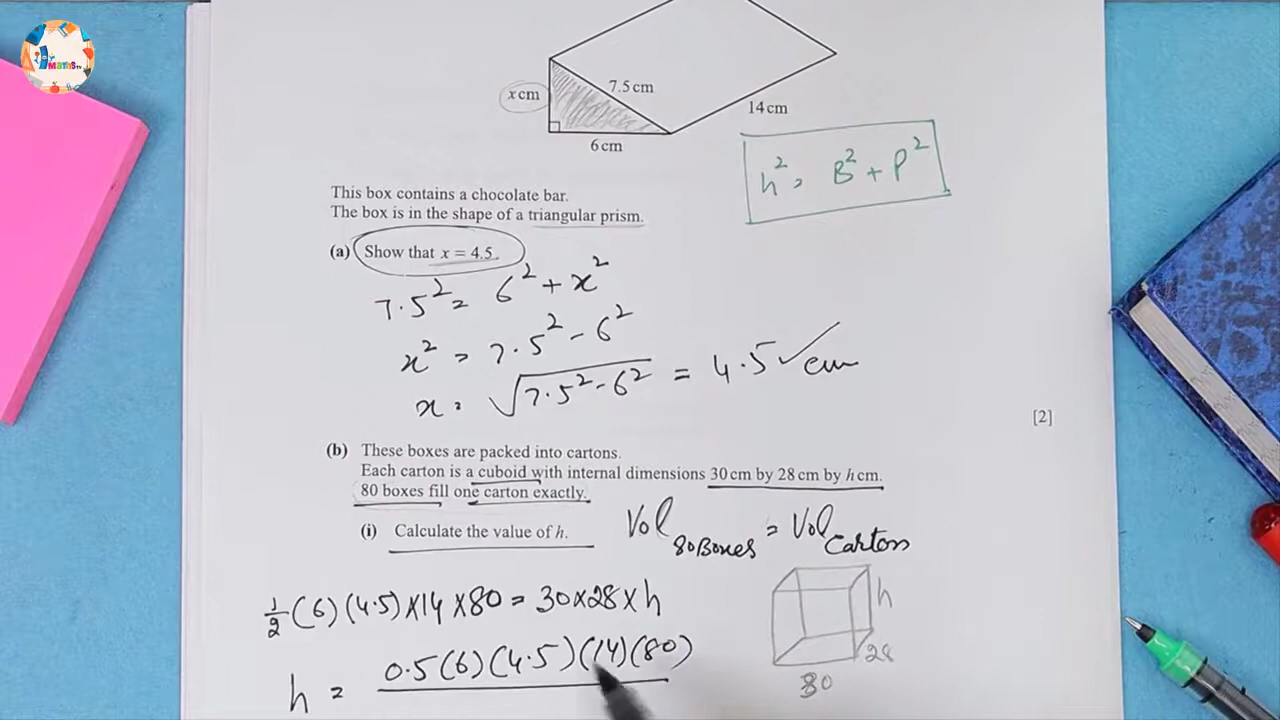 MATHS TV
x cm
7.5 cm
14 cm
6 cm
h² = B² + P²
This box contains a chocolate bar.
The box is in the shape of a triangular prism.
(a) Show that x = 4.5.
7.5² = 6² + x²
x² = 7.5² - 6²
x = √7.5² - 6² = 4.5 ✓ cm
[2]
(b) These boxes are packed into cartons.
Each carton is a cuboid with internal dimensions 30 cm by 28 cm by h cm.
80 boxes fill one carton exactly.
(i) Calculate the value of h.
Vol 80 Boxes = Vol Carton
h
28
30
½ (6) (4.5) × 14 × 80 = 30 × 28 × h
h = 0.5 (6) (4.5) (14) (80)